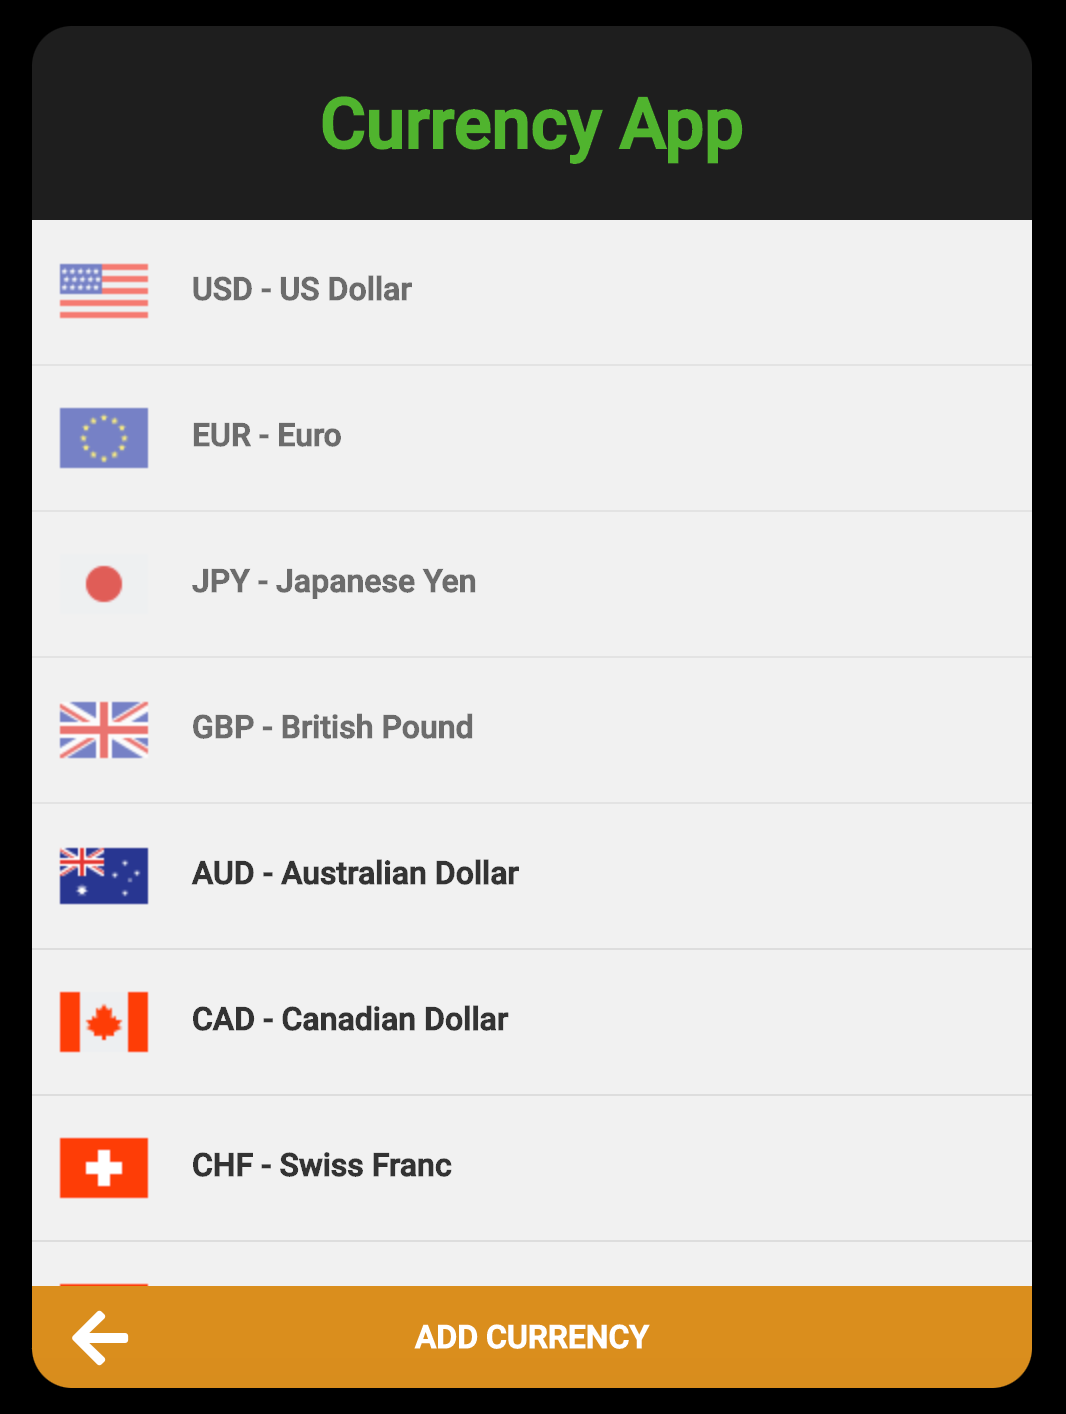 Currency App
USD - US Dollar
EUR - Euro
JPY - Japanese Yen
GBP - British Pound
AUD - Australian Dollar
CAD - Canadian Dollar
CHF - Swiss Franc
ADD CURRENCY